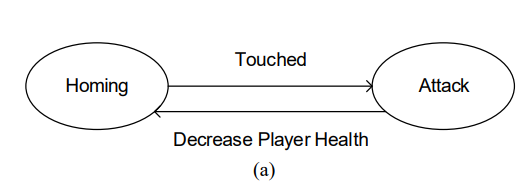 Touched
Homing
Attack
Decrease Player Health
(a)